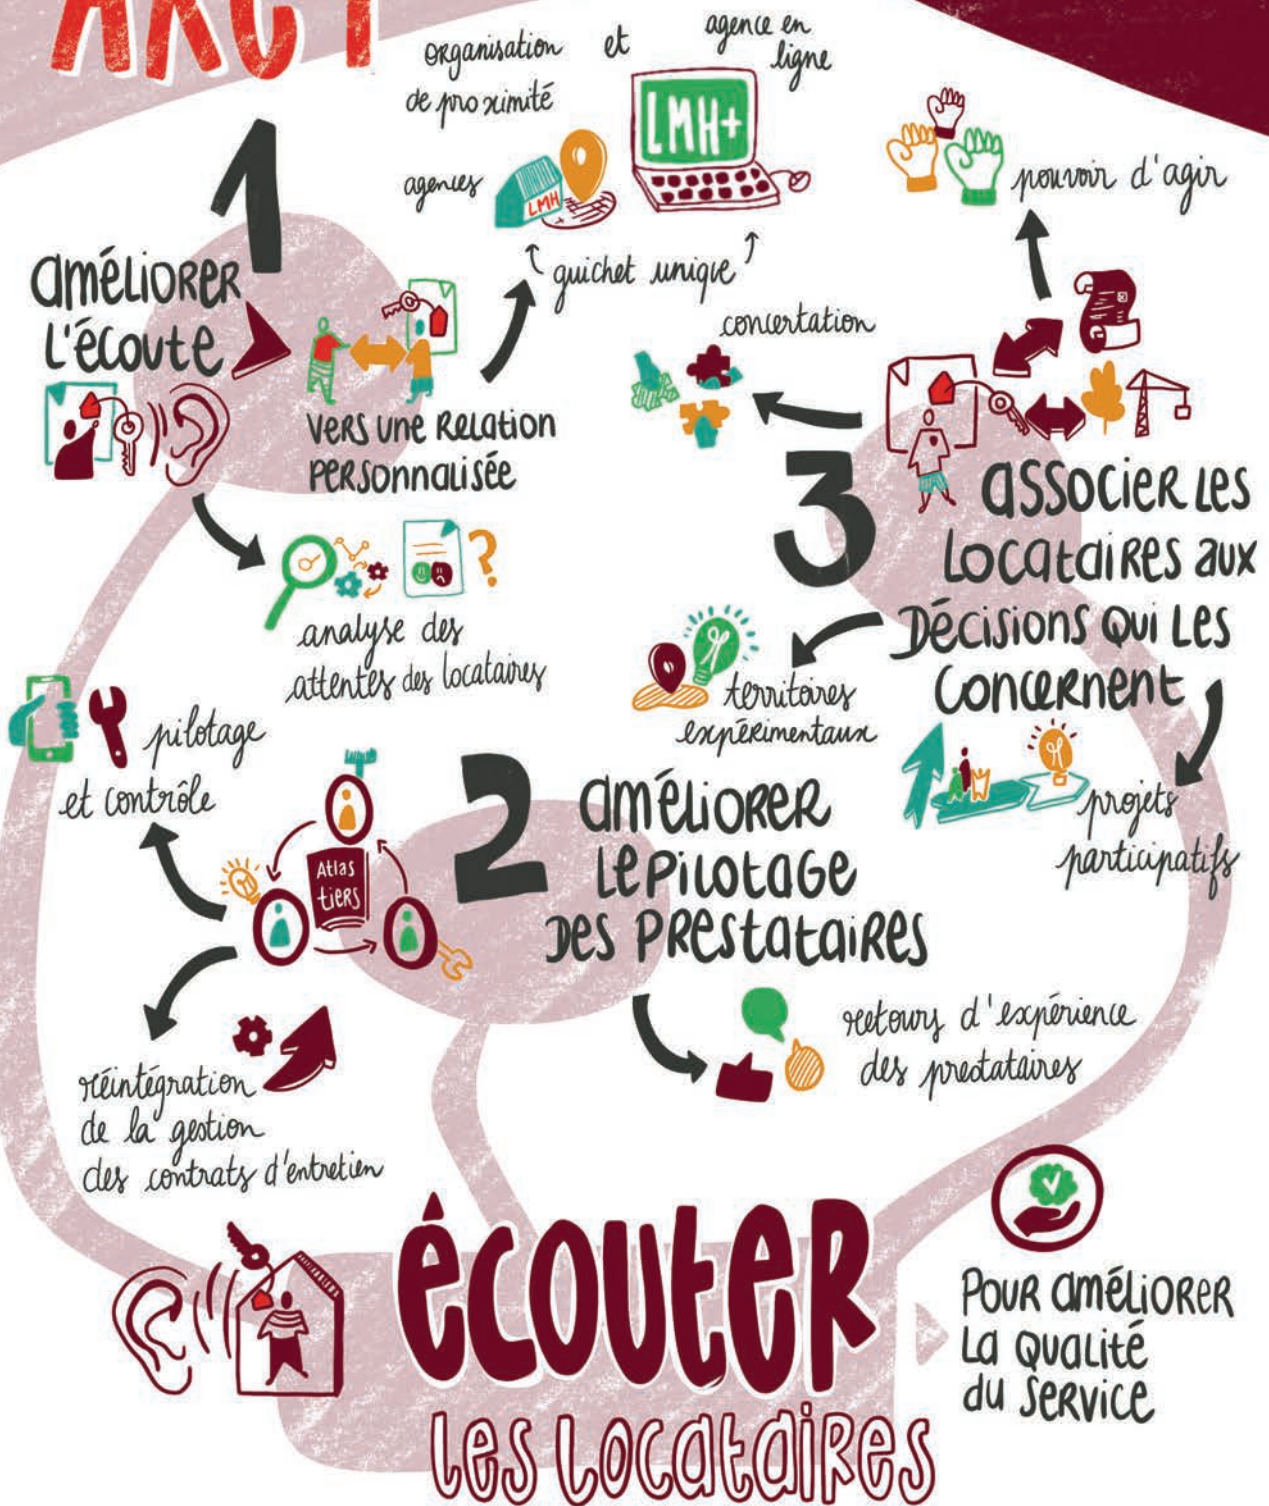 organisation
de proximité
et
agence en
ligne
LMH+
agences
LMH
guichet unique
1
améliorer
l'écoute
vers une relation
personnalisée
analyse des
attentes des locataires
pouvoir d'agir
concertation
3
associer les
locataires aux
décisions qui les
concernent
territoires
expérimentaux
projets
participatifs
2
améliorer
le pilotage
des prestataires
Atlas
tiers
pilotage
et contrôle
réintégration
de la gestion
des contrats d'entretien
retours d'expérience
des prestataires
écouter
les locataires
pour améliorer
la qualité
du service